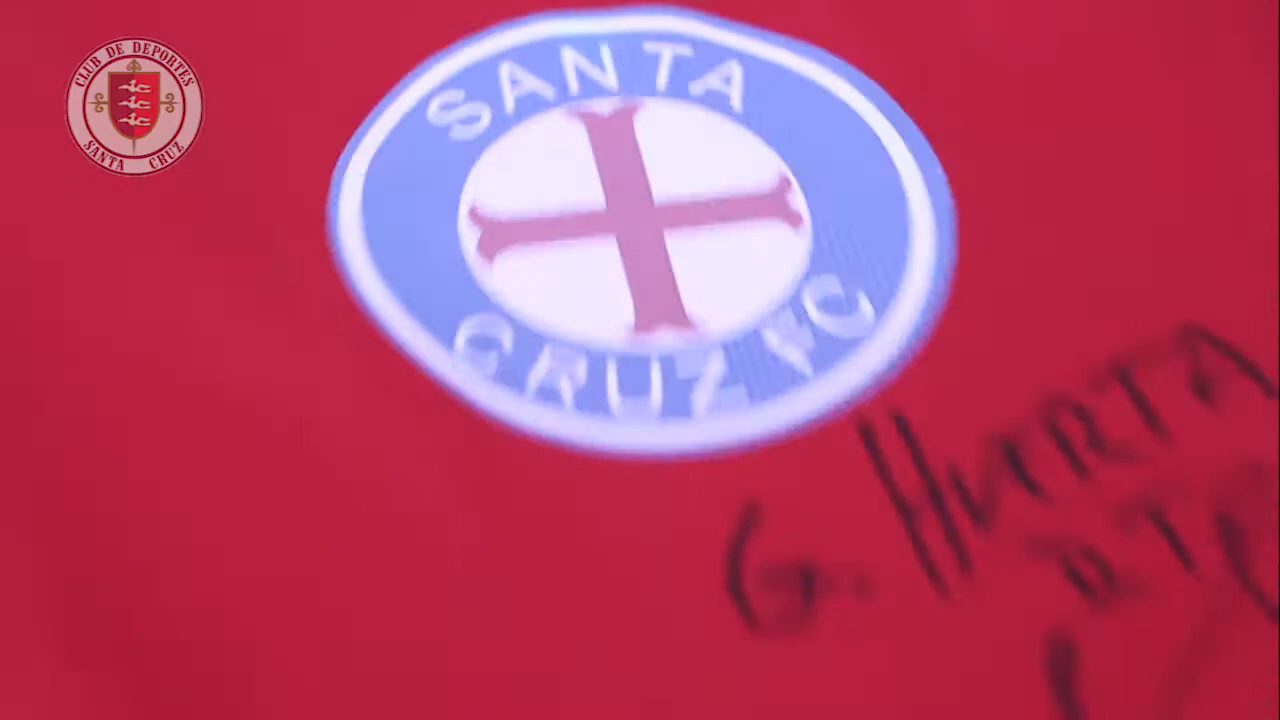 CLUB DE DEPORTES
SANTA CRUZ
SANTA
CRUZ FC
G. HUERTA